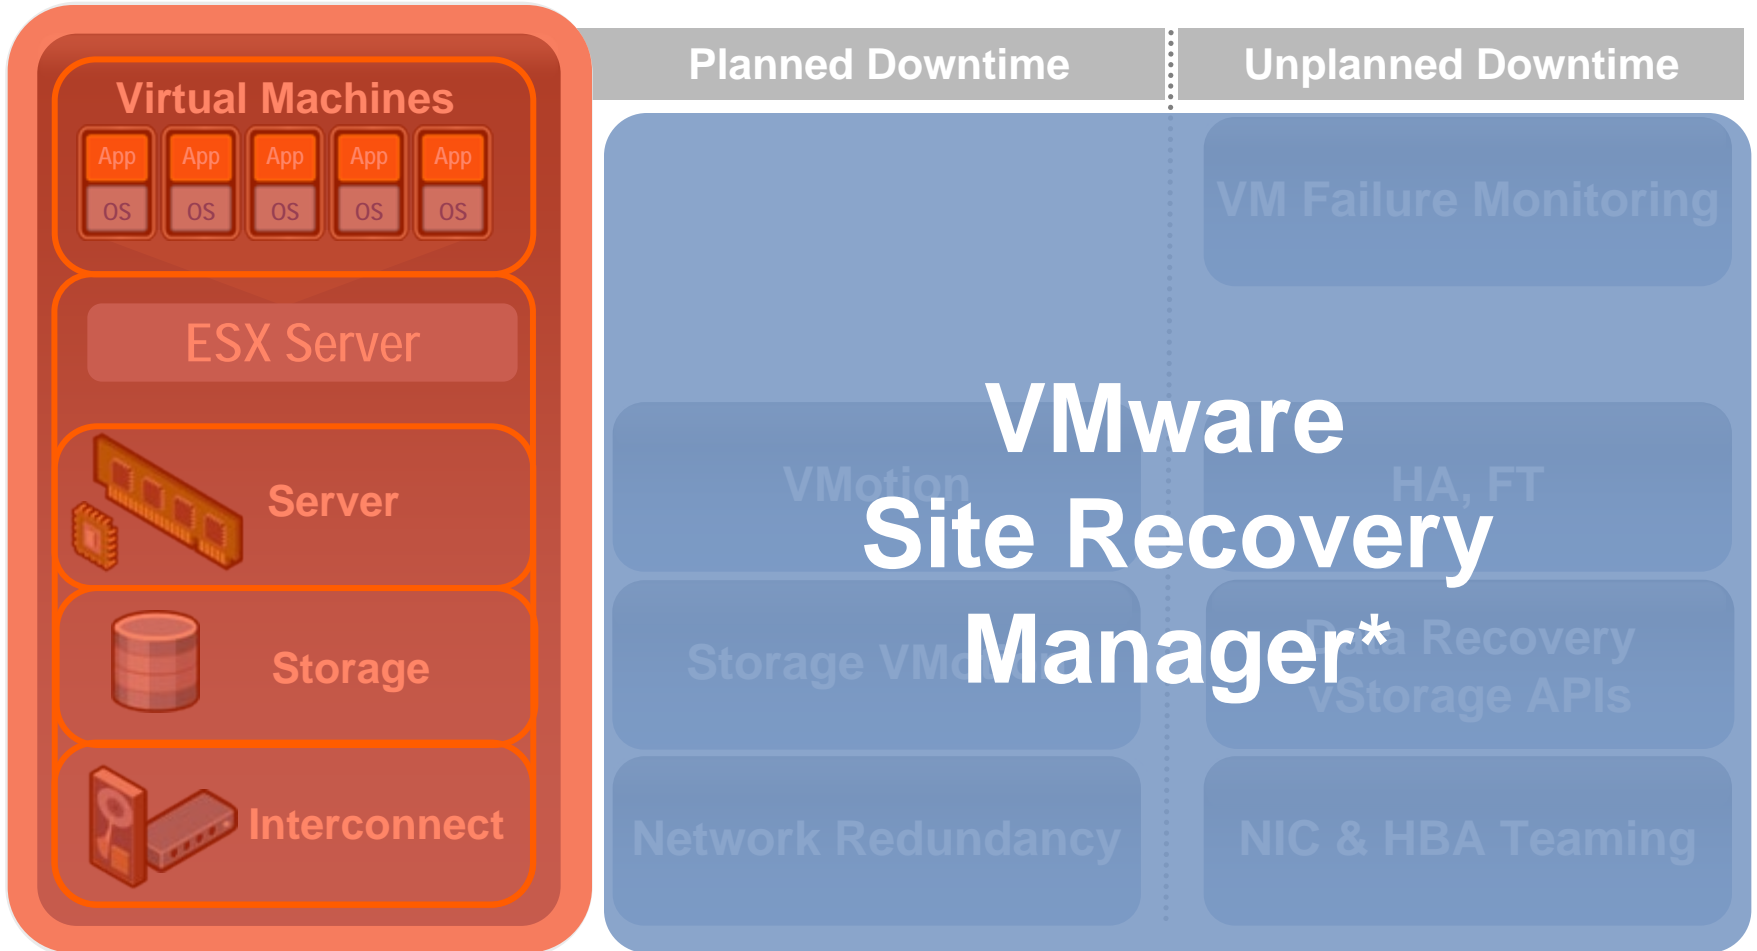 Planned Downtime
Unplanned Downtime
Virtual Machines
App App App App App
OS OS OS OS OS
ESX Server
Server
Storage
Interconnect
VM Failure Monitoring
VMotion
HA, FT
Storage VMotion
Data Recovery
vStorage APIs
Network Redundancy
NIC & HBA Teaming
VMware
Site Recovery
Manager*